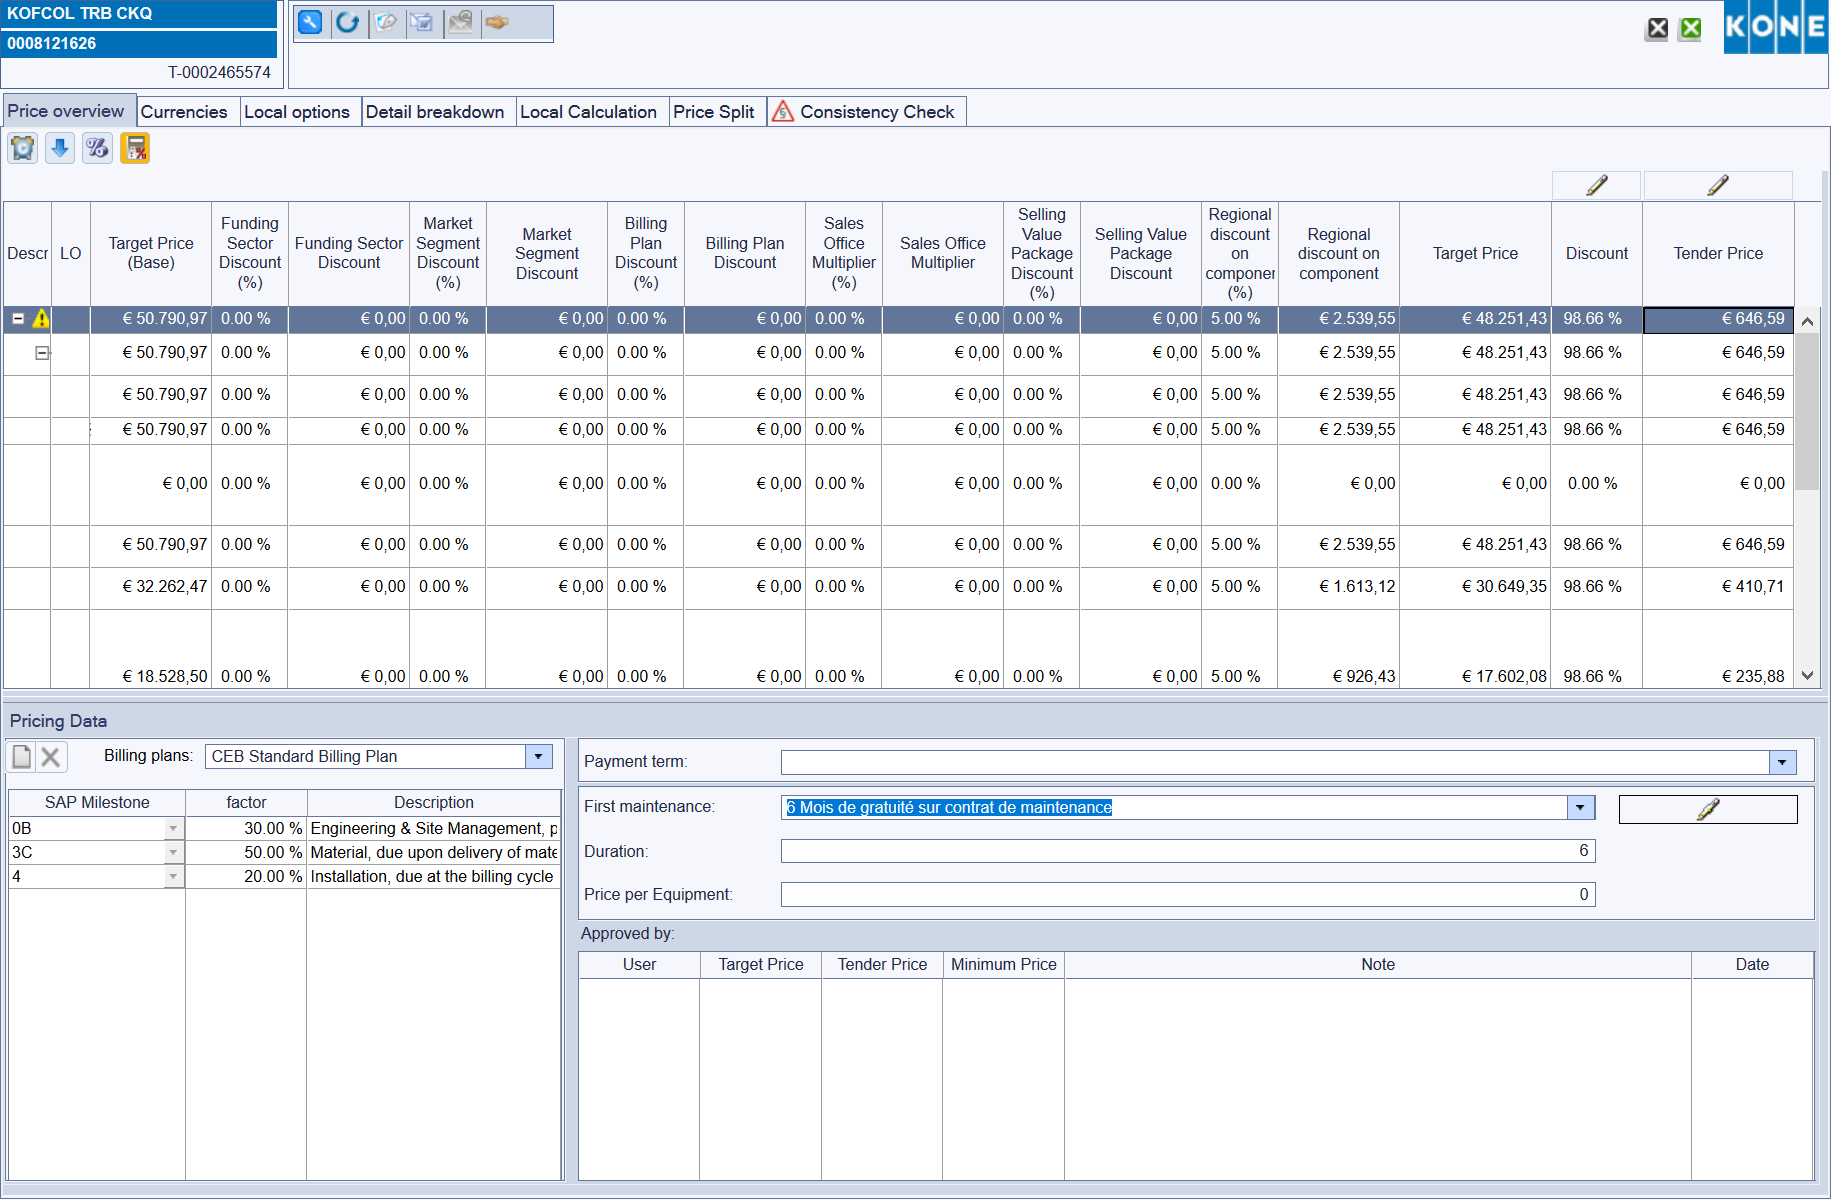 KOFCOL TRB CKQ
0008121626
T-0002465574
KONE
Price overview Currencies Local options Detail breakdown Local Calculation Price Split Consistency Check
Descr LO Target Price (Base) Funding Sector Discount (%) Funding Sector Discount Market Segment Discount (%) Market Segment Discount Billing Plan Discount (%) Billing Plan Discount Sales Office Multiplier (%) Sales Office Multiplier Selling Value Package Discount (%) Selling Value Package Discount Regional discount on componer (%) Regional discount on component Target Price Discount Tender Price
€ 50.790,97 0.00 % € 0,00 0.00 % € 0,00 0.00 % € 0,00 0.00 % € 0,00 0.00 % € 0,00 5.00 % € 2.539,55 € 48.251,43 98.66 % € 646,59
€ 50.790,97 0.00 % € 0,00 0.00 % € 0,00 0.00 % € 0,00 0.00 % € 0,00 0.00 % € 0,00 5.00 % € 2.539,55 € 48.251,43 98.66 % € 646,59
€ 50.790,97 0.00 % € 0,00 0.00 % € 0,00 0.00 % € 0,00 0.00 % € 0,00 0.00 % € 0,00 5.00 % € 2.539,55 € 48.251,43 98.66 % € 646,59
€ 50.790,97 0.00 % € 0,00 0.00 % € 0,00 0.00 % € 0,00 0.00 % € 0,00 0.00 % € 0,00 5.00 % € 2.539,55 € 48.251,43 98.66 % € 646,59
€ 0,00 0.00 % € 0,00 0.00 % € 0,00 0.00 % € 0,00 0.00 % € 0,00 0.00 % € 0,00 0.00 % € 0,00 € 0,00 0.00 % € 0,00
€ 50.790,97 0.00 % € 0,00 0.00 % € 0,00 0.00 % € 0,00 0.00 % € 0,00 0.00 % € 0,00 5.00 % € 2.539,55 € 48.251,43 98.66 % € 646,59
€ 32.262,47 0.00 % € 0,00 0.00 % € 0,00 0.00 % € 0,00 0.00 % € 0,00 0.00 % € 0,00 5.00 % € 1.613,12 € 30.649,35 98.66 % € 410,71
€ 18.528,50 0.00 % € 0,00 0.00 % € 0,00 0.00 % € 0,00 0.00 % € 0,00 0.00 % € 0,00 5.00 % € 926,43 € 17.602,08 98.66 % € 235,88
Pricing Data
Billing plans: CEB Standard Billing Plan
SAP Milestone factor Description
0B 30.00 % Engineering & Site Management, p
3C 50.00 % Material, due upon delivery of mate
4 20.00 % Installation, due at the billing cycle
Payment term:
First maintenance: 6 Mois de gratuité sur contrat de maintenance
Duration: 6
Price per Equipment: 0
Approved by:
User Target Price Tender Price Minimum Price Note Date